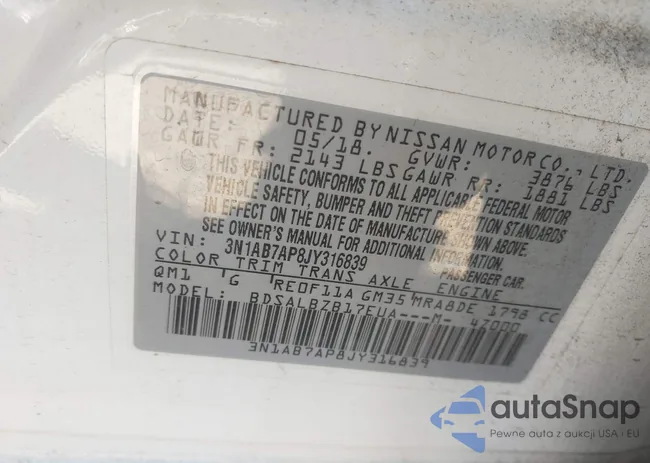 MANUFACTURED BY NISSAN MOTOR CO., LTD.
DATE: 05/18. GVWR: 3876 LBS
GAWR FR: 2143 LBS GAWR RR: 1881 LBS
THIS VEHICLE CONFORMS TO ALL APPLICABLE FEDERAL MOTOR
VEHICLE SAFETY, BUMPER AND THEFT PREVENTION STANDARDS
IN EFFECT ON THE DATE OF MANUFACTURE SHOWN ABOVE.
SEE OWNER'S MANUAL FOR ADDITIONAL INFORMATION.
VIN: 3N1AB7AP8JY316839 PASSENGER CAR.
COLOR TRIM TRANS AXLE ENGINE
QM1 G RE0F11A GM35 MRA8DE 1798 CC
BDSALBZB17EUA---M- 47000
3N1AB7AP8JY316839
autaSnap
Pewne auta z aukcji USA i EU